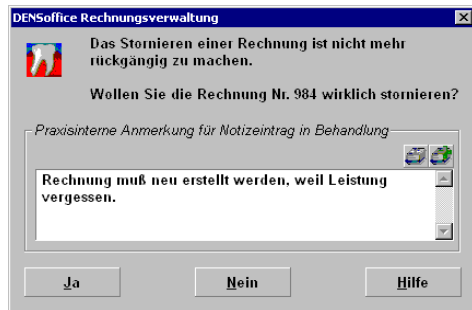 DENSoffice Rechnungsverwaltung
Das Stornieren einer Rechnung ist nicht mehr
rückgängig zu machen.
Wollen Sie die Rechnung Nr. 984 wirklich stornieren?
Praxisinterne Anmerkung für Notizeintrag in Behandlung
Rechnung muß neu erstellt werden, weil Leistung
vergessen.
Ja Nein Hilfe